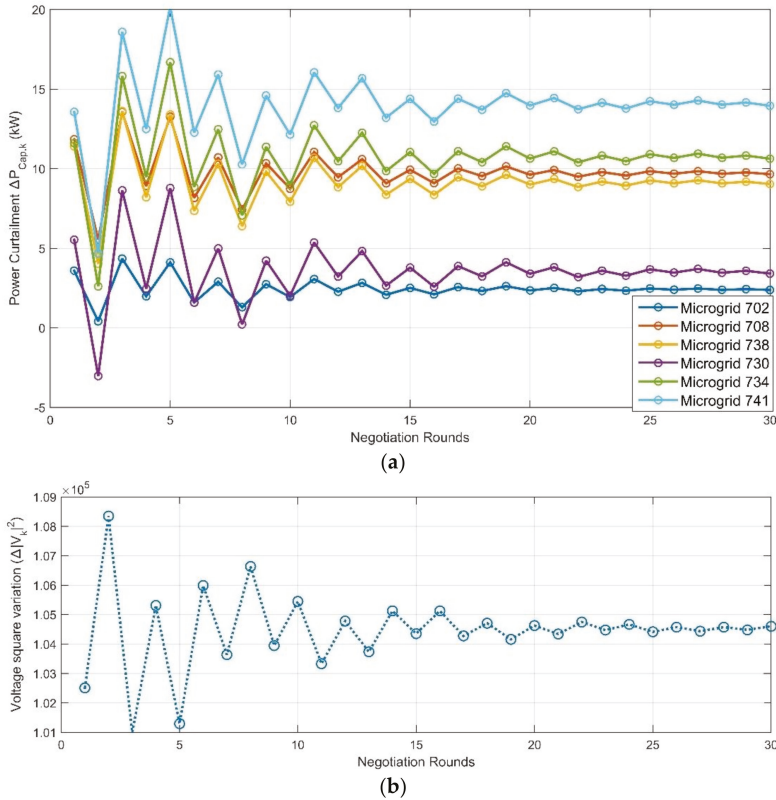 20
15
10
5
0
-5
Power Curtailment ΔP_Cap,k (kW)
Microgrid 702
Microgrid 708
Microgrid 738
Microgrid 730
Microgrid 734
Microgrid 741
0 5 10 15 20 25 30
Negotiation Rounds
(a)
×10^5
1.09
1.08
1.07
1.06
1.05
1.04
1.03
1.02
1.01
Voltage square variation (Δ|V_k|^2)
0 5 10 15 20 25 30
Negotiation Rounds
(b)